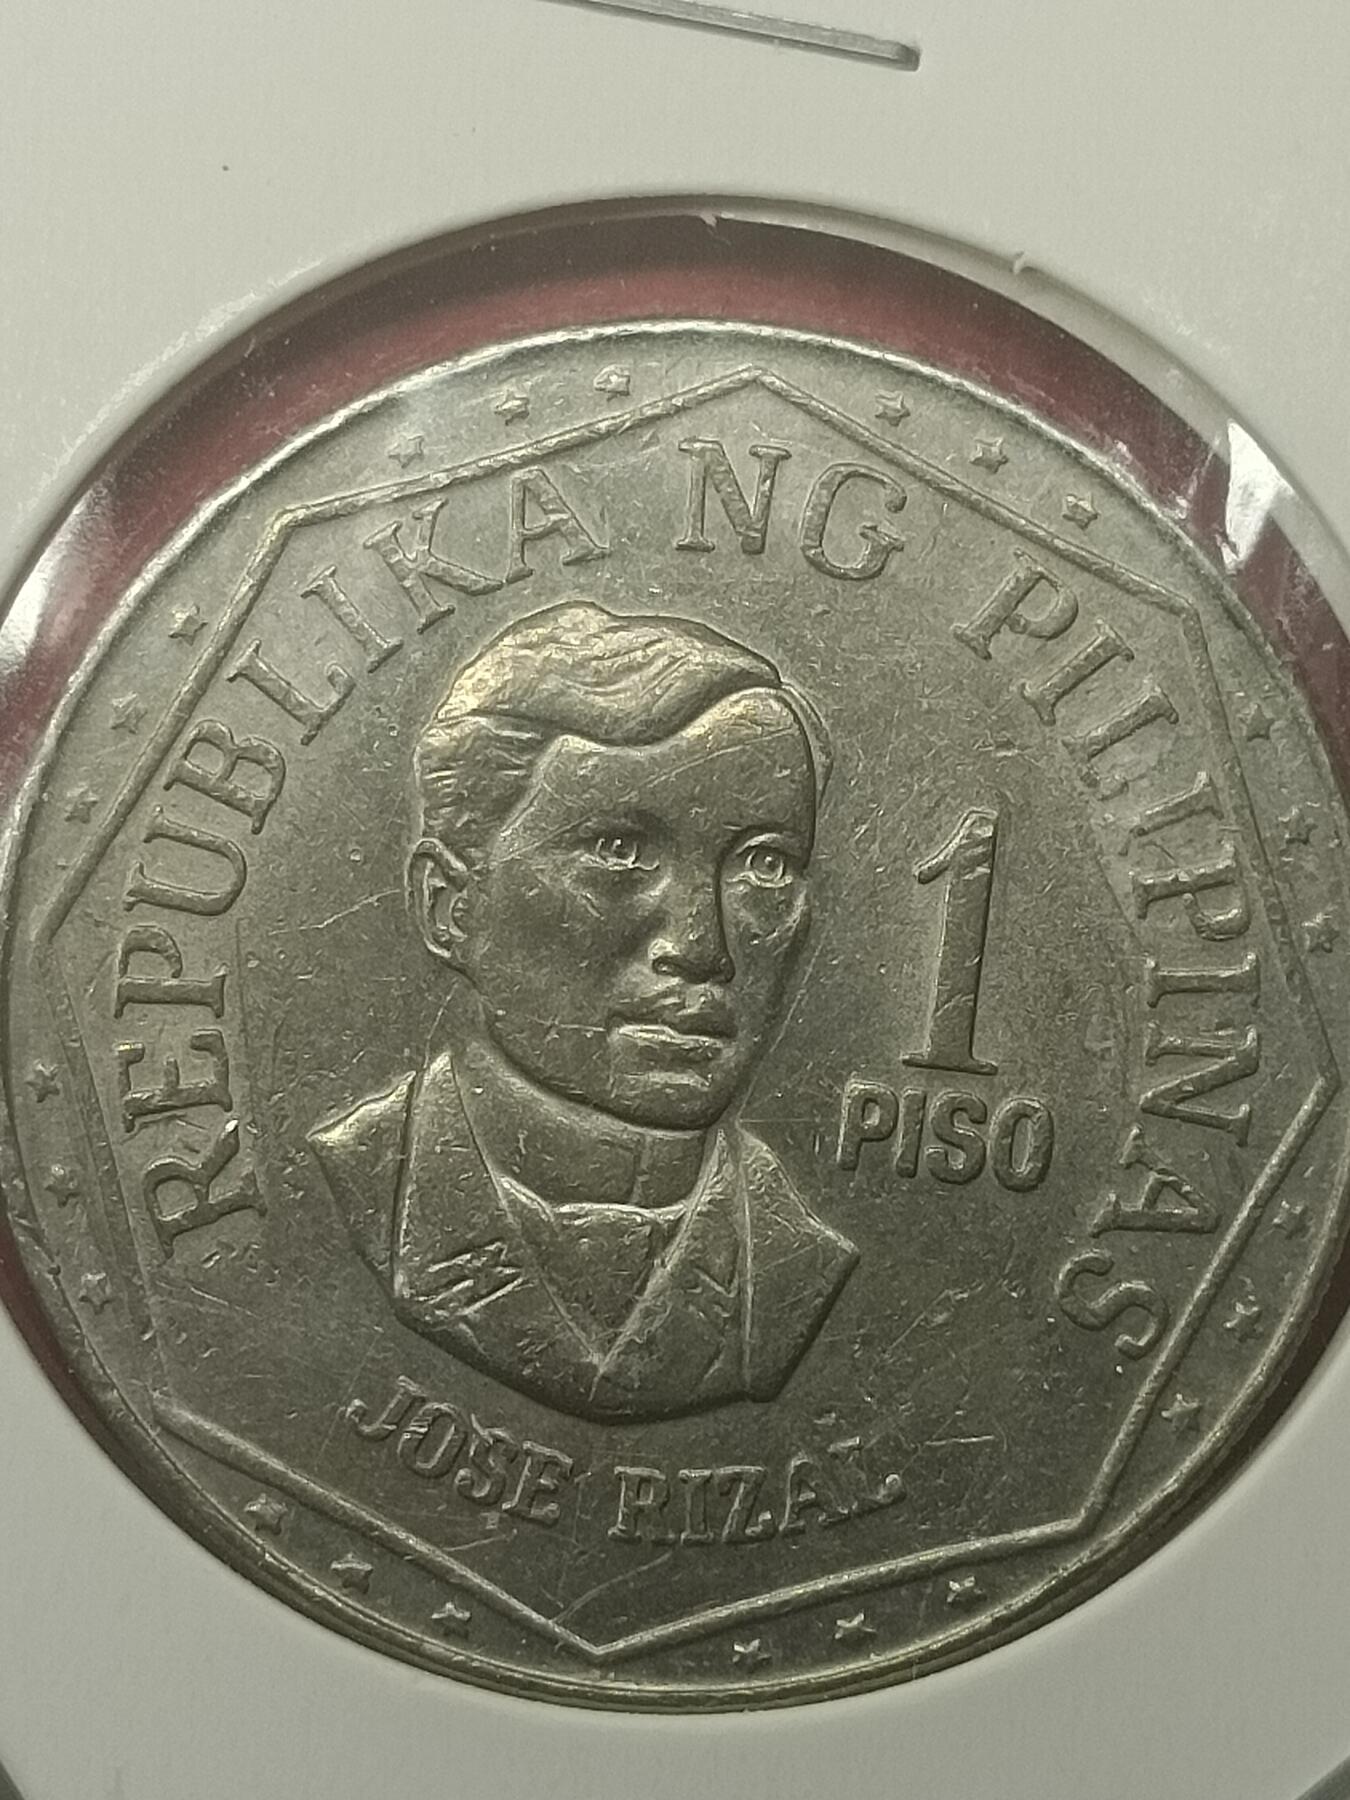 REPUBLIKA NG PILIPINAS
1
PISO
JOSE RIZAL